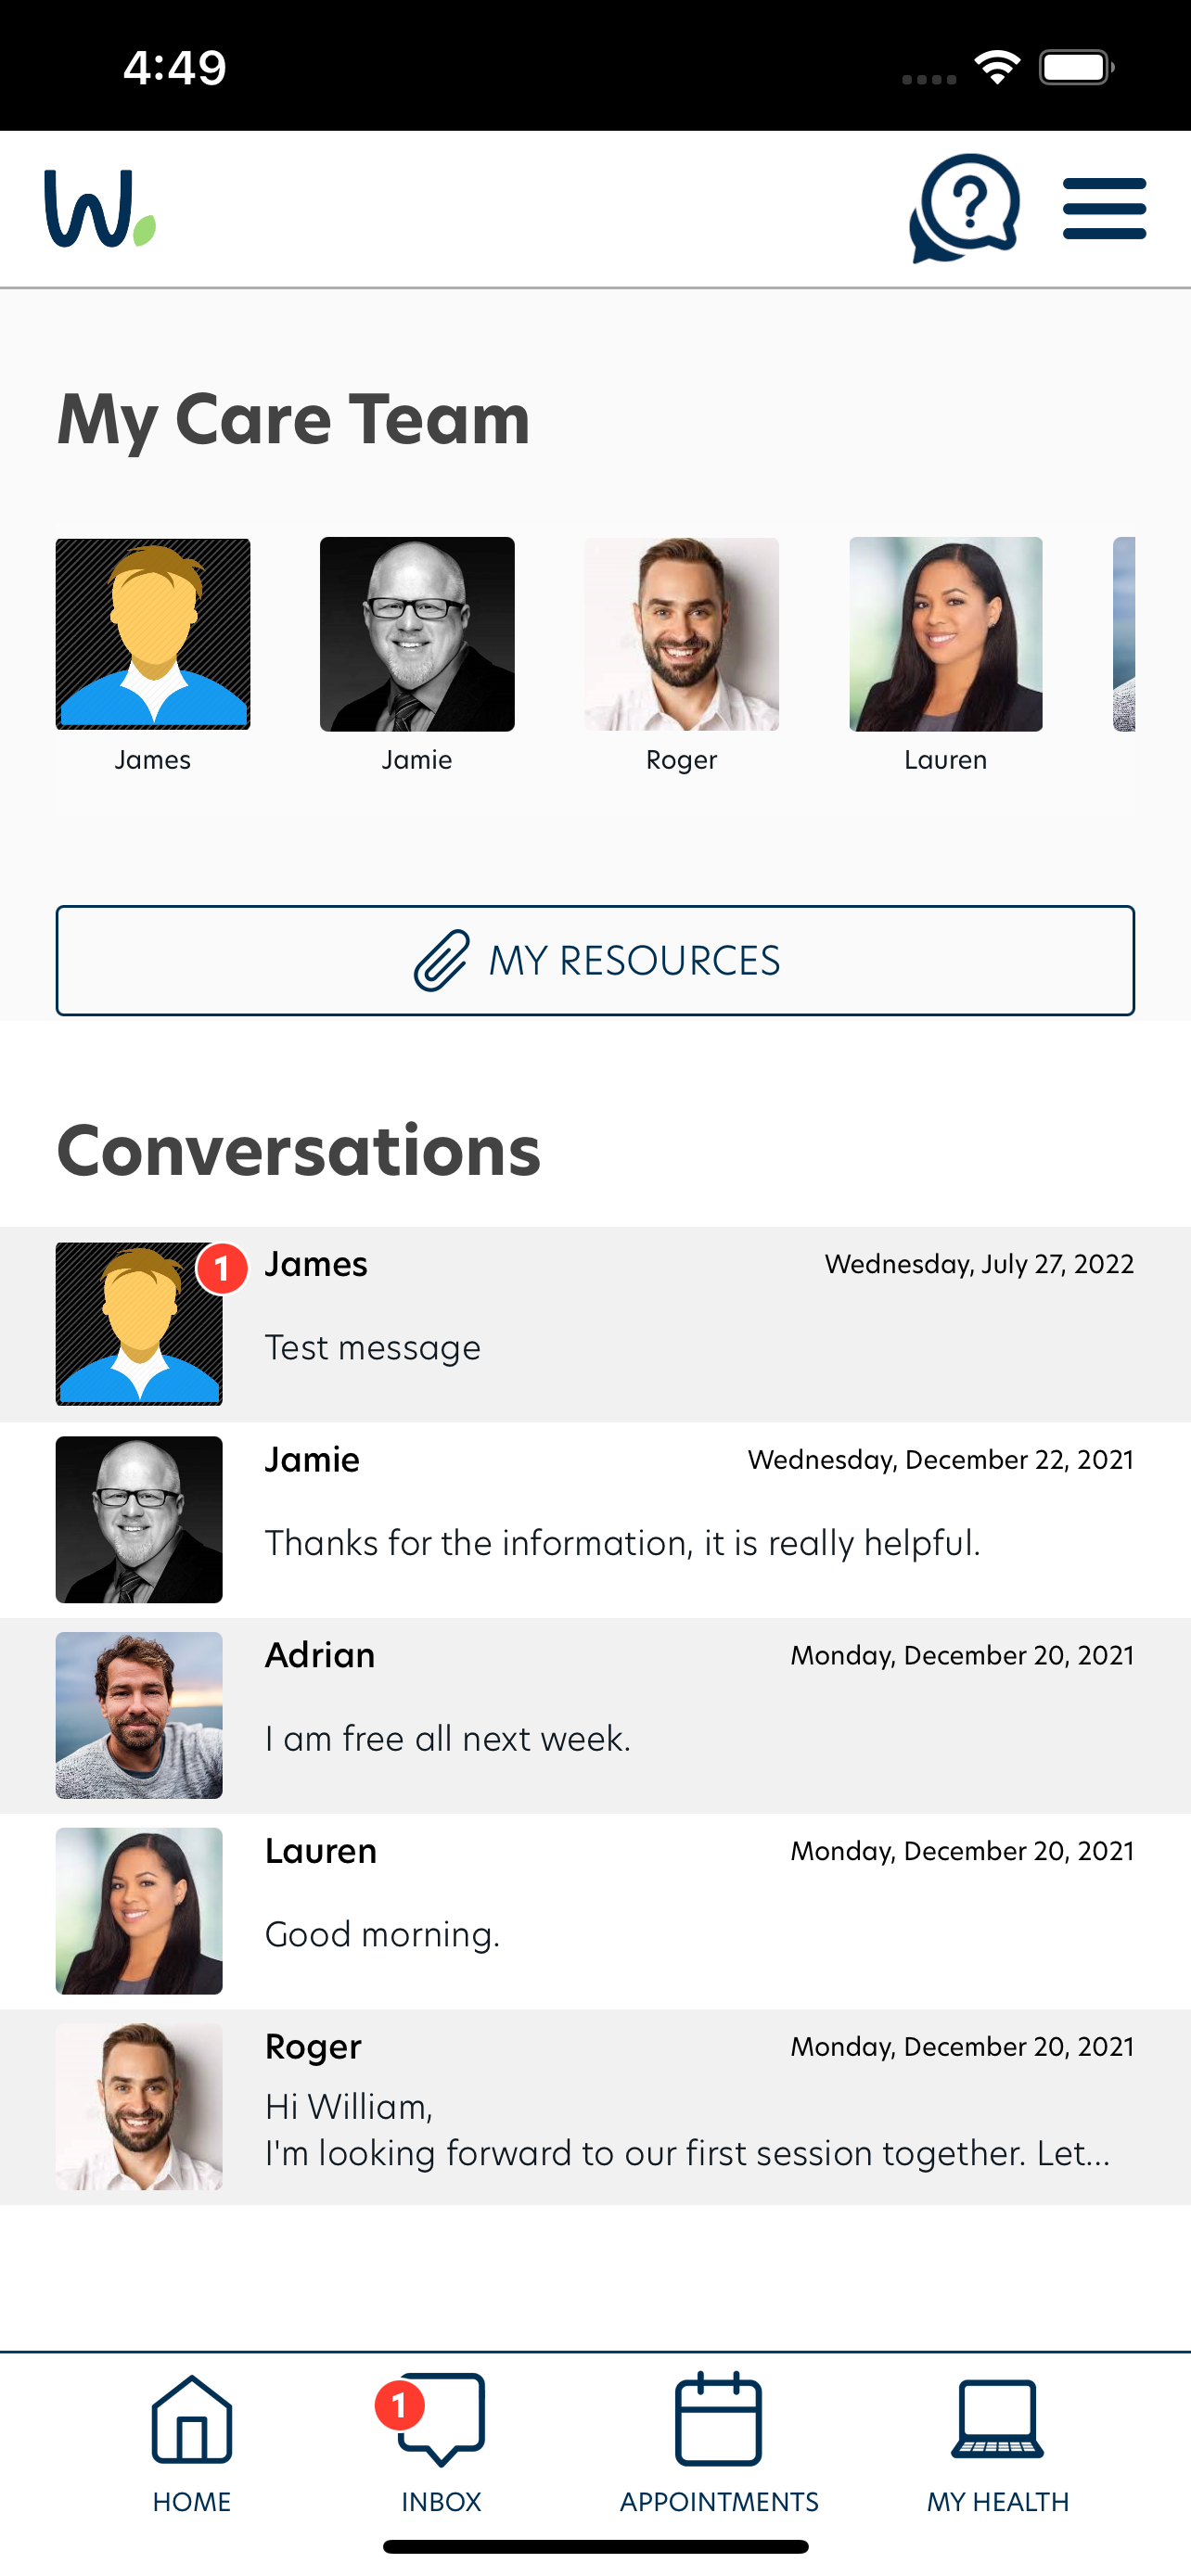 4:49
W.
?
My Care Team
James
Jamie
Roger
Lauren
MY RESOURCES
Conversations
1
James
Wednesday, July 27, 2022
Test message
Jamie
Wednesday, December 22, 2021
Thanks for the information, it is really helpful.
Adrian
Monday, December 20, 2021
I am free all next week.
Lauren
Monday, December 20, 2021
Good morning.
Roger
Monday, December 20, 2021
Hi William,
I'm looking forward to our first session together. Let...
1
HOME
INBOX
APPOINTMENTS
MY HEALTH